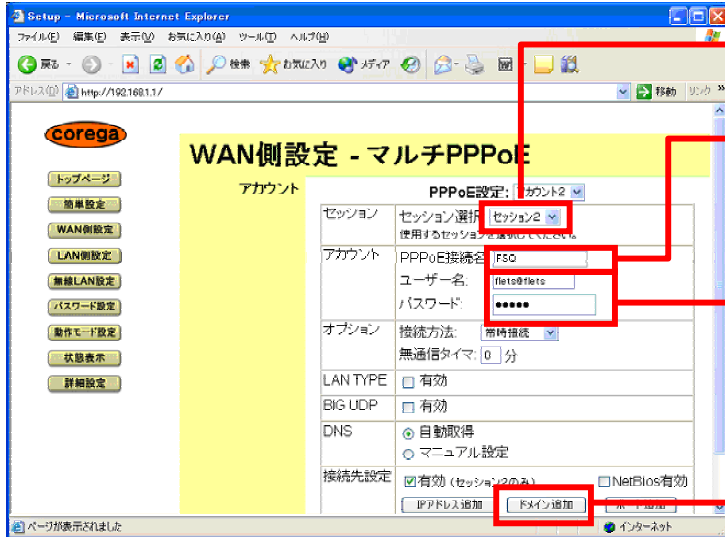 Setup - Microsoft Internet Explorer
ファイル(F) 編集(E) 表示(V) お気に入り(A) ツール(T) ヘルプ(H)
戻る 検索 お気に入り メディア
アドレス(D) http://192.168.1.1/ 移動 リンク »
corega
トップページ
簡単設定
WAN側設定
LAN側設定
無線LAN設定
パスワード設定
動作モード設定
状態表示
詳細設定
WAN側設定 - マルチPPPoE
アカウント
PPPoE設定: アカウント2
セッション セッション選択 セッション2
使用するセッションを選択してください。
アカウント PPPoE接続名 FSQ
ユーザー名: flets@flets
パスワード: ●●●●●
オプション 接続方法: 常時接続
無通信タイマ: 0 分
LAN TYPE 有効
BIG UDP 有効
DNS 自動取得
マニュアル設定
接続先設定 有効 (セッション2のみ) NetBios有効
IPアドレス追加 ドメイン追加 ポート追加
ページが表示されました インターネット